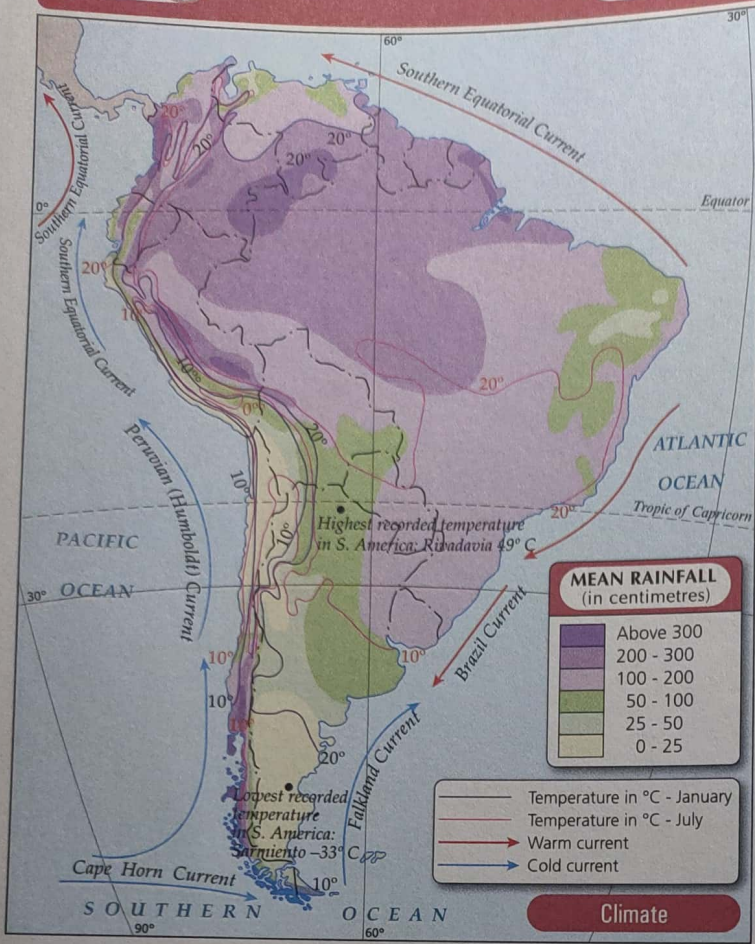 30°
60°
Southern Equatorial Current
Southern Equatorial Current
20°
20°
20°
20°
0°
Equator
Southern Equatorial Current
20°
10°
10°
0°
20°
20°
Peruvian (Humboldt) Current
10°
10°
ATLANTIC
OCEAN
Tropic of Capricorn
20°
Highest recorded temperature
in S. America: Rivadavia 49° C
PACIFIC
OCEAN
30°
Brazil Current
10°
10°
10°
10°
20°
Falkland Current
Lowest recorded
temperature
in S. America:
Sarmiento –33° C
Cape Horn Current
10°
SOUTHERN OCEAN
90°
60°
MEAN RAINFALL
(in centimetres)
Above 300
200 - 300
100 - 200
50 - 100
25 - 50
0 - 25
Temperature in °C - January
Temperature in °C - July
Warm current
Cold current
Climate